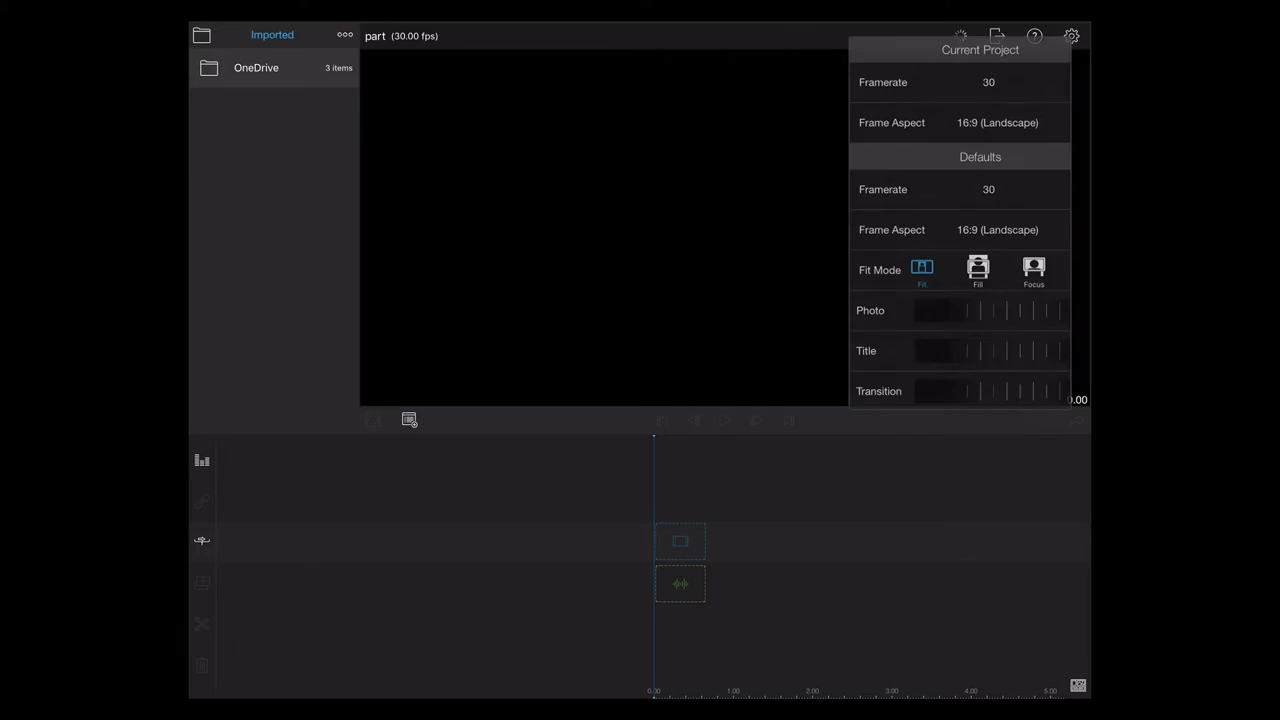 Imported
part (30.00 fps)
?
OneDrive 3 items
Current Project
Framerate 30
Frame Aspect 16:9 (Landscape)
Defaults
Framerate 30
Frame Aspect 16:9 (Landscape)
Fit Mode
Fit Fill Focus
Photo
Title
Transition
0.00
0.00 1.00 2.00 3.00 4.00 5.00